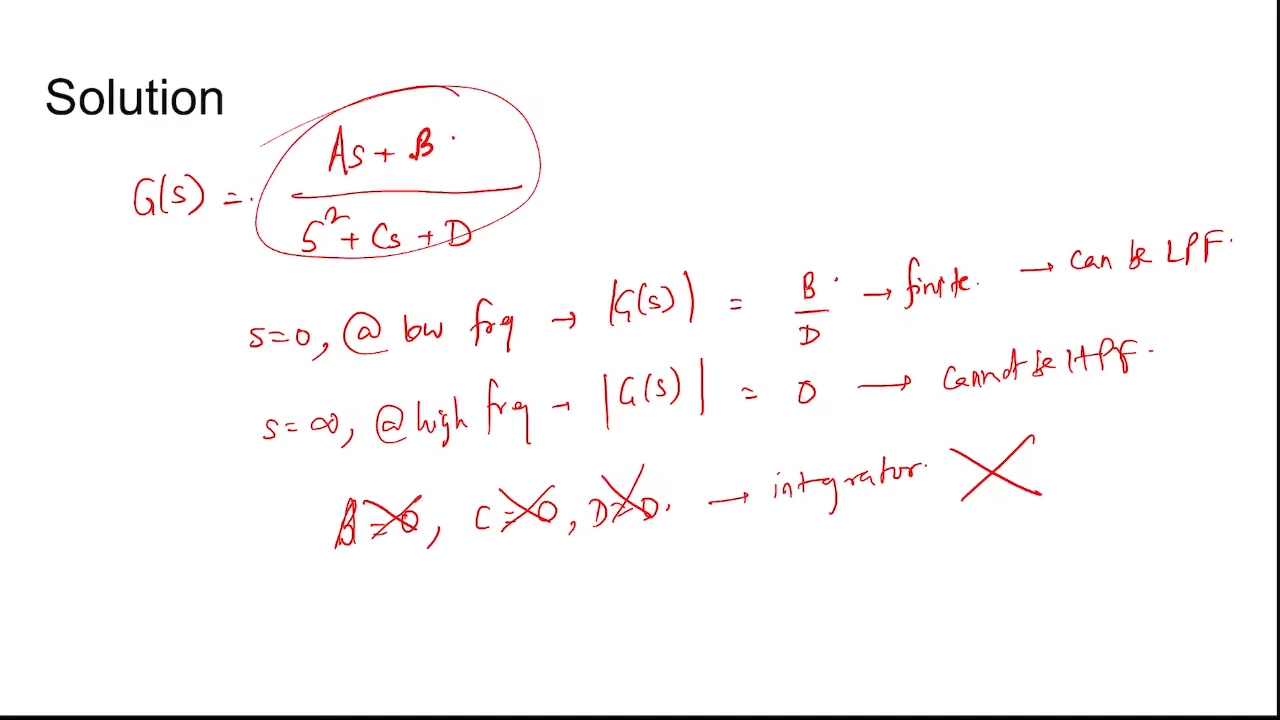 Solution
G(s) = As + B
s² + Cs + D
s=0, @ low frq → |G(s)| = B/D → finite. → can be LPF.
s=∞, @ high frq → |G(s)| = 0 → cannot be HPF.
B=0, C=0, D=0. → integrator.